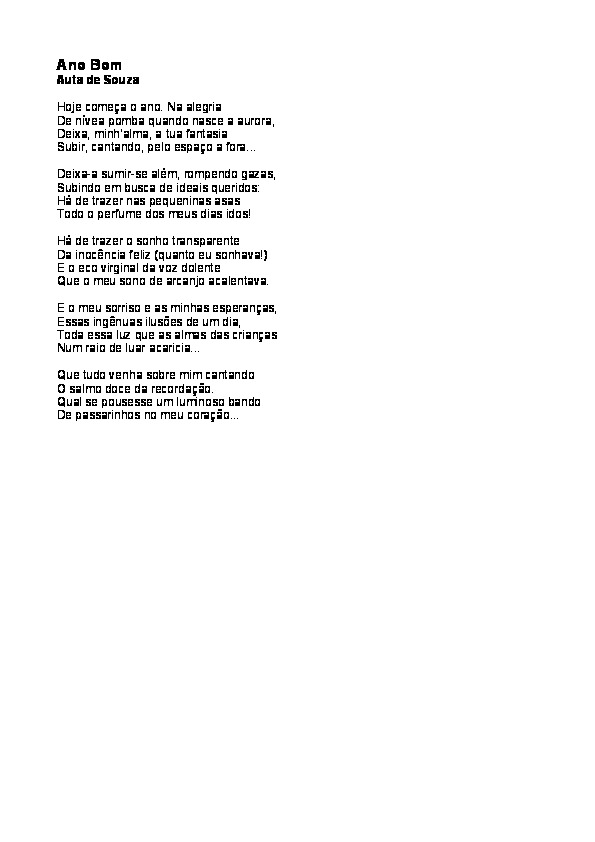 Ano Bom
Auta de Souza
Hoje começa o ano. Na alegria
De nívea pomba quando nasce a aurora,
Deixa, minh'alma, a tua fantasia
Subir, cantando, pelo espaço a fora...
Deixa-a sumir-se além, rompendo gazas,
Subindo em busca de ideais queridos:
Há de trazer nas pequeninas asas
Todo o perfume dos meus dias idos!
Há de trazer o sonho transparente
Da inocência feliz (quanto eu sonhava!)
E o eco virginal da voz dolente
Que o meu sono de arcanjo acalentava.
E o meu sorriso e as minhas esperanças,
Essas ingênuas ilusões de um dia,
Toda essa luz que as almas das crianças
Num raio de luar acaricia...
Que tudo venha sobre mim cantando
O salmo doce da recordação.
Qual se pousesse um luminoso bando
De passarinhos no meu coração...